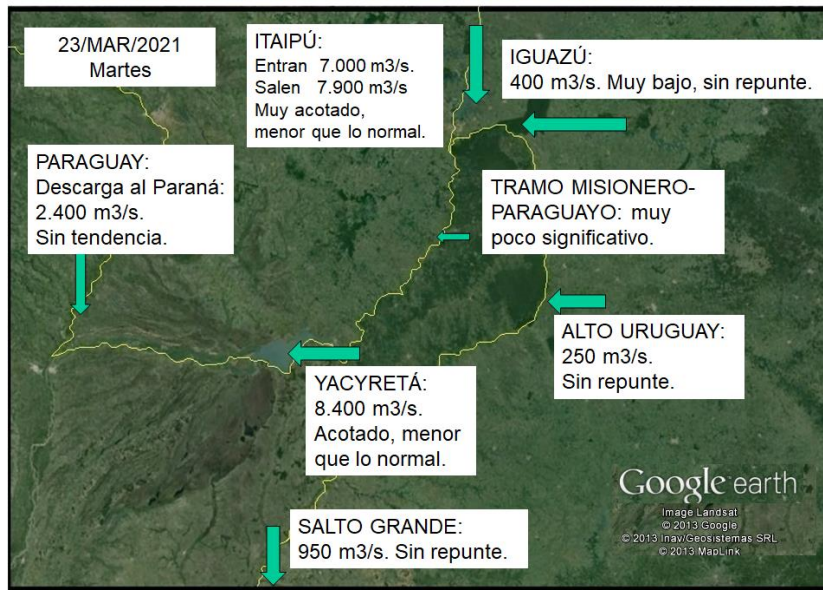 23/MAR/2021
Martes
ITAIPÚ:
Entran 7.000 m3/s.
Salen 7.900 m3/s
Muy acotado,
menor que lo normal.
IGUAZÚ:
400 m3/s. Muy bajo, sin repunte.
PARAGUAY:
Descarga al Paraná:
2.400 m3/s.
Sin tendencia.
TRAMO MISIONERO-
PARAGUAYO: muy
poco significativo.
ALTO URUGUAY:
250 m3/s.
Sin repunte.
YACYRETÁ:
8.400 m3/s.
Acotado, menor
que lo normal.
SALTO GRANDE:
950 m3/s. Sin repunte.
Google earth
Image Landsat
© 2013 Google
© 2013 Inav/Geosistemas SRL
© 2013 MapLink